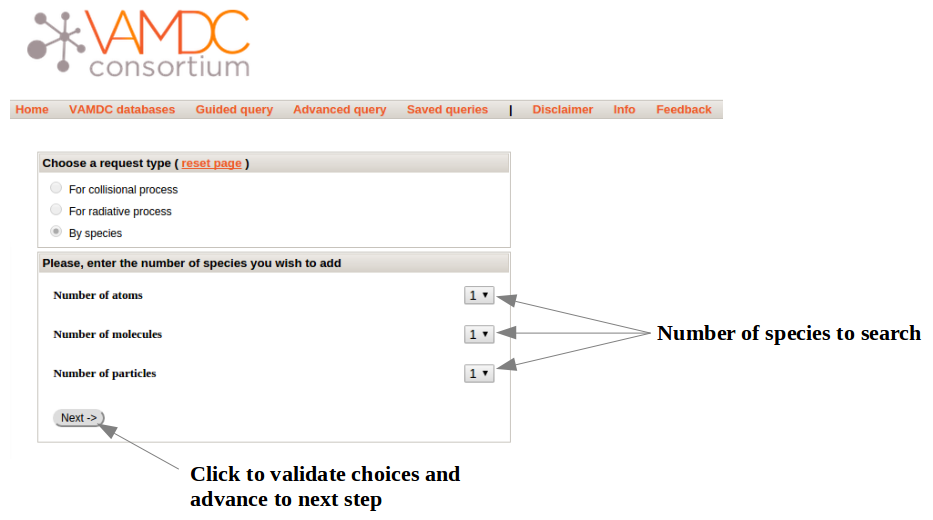 VAMDC
consortium
Home VAMDC databases Guided query Advanced query Saved queries | Disclaimer Info Feedback
Choose a request type ( reset page )
For collisional process
For radiative process
By species
Please, enter the number of species you wish to add
Number of atoms 1
Number of molecules 1
Number of particles 1
Number of species to search
Next ->
Click to validate choices and
advance to next step